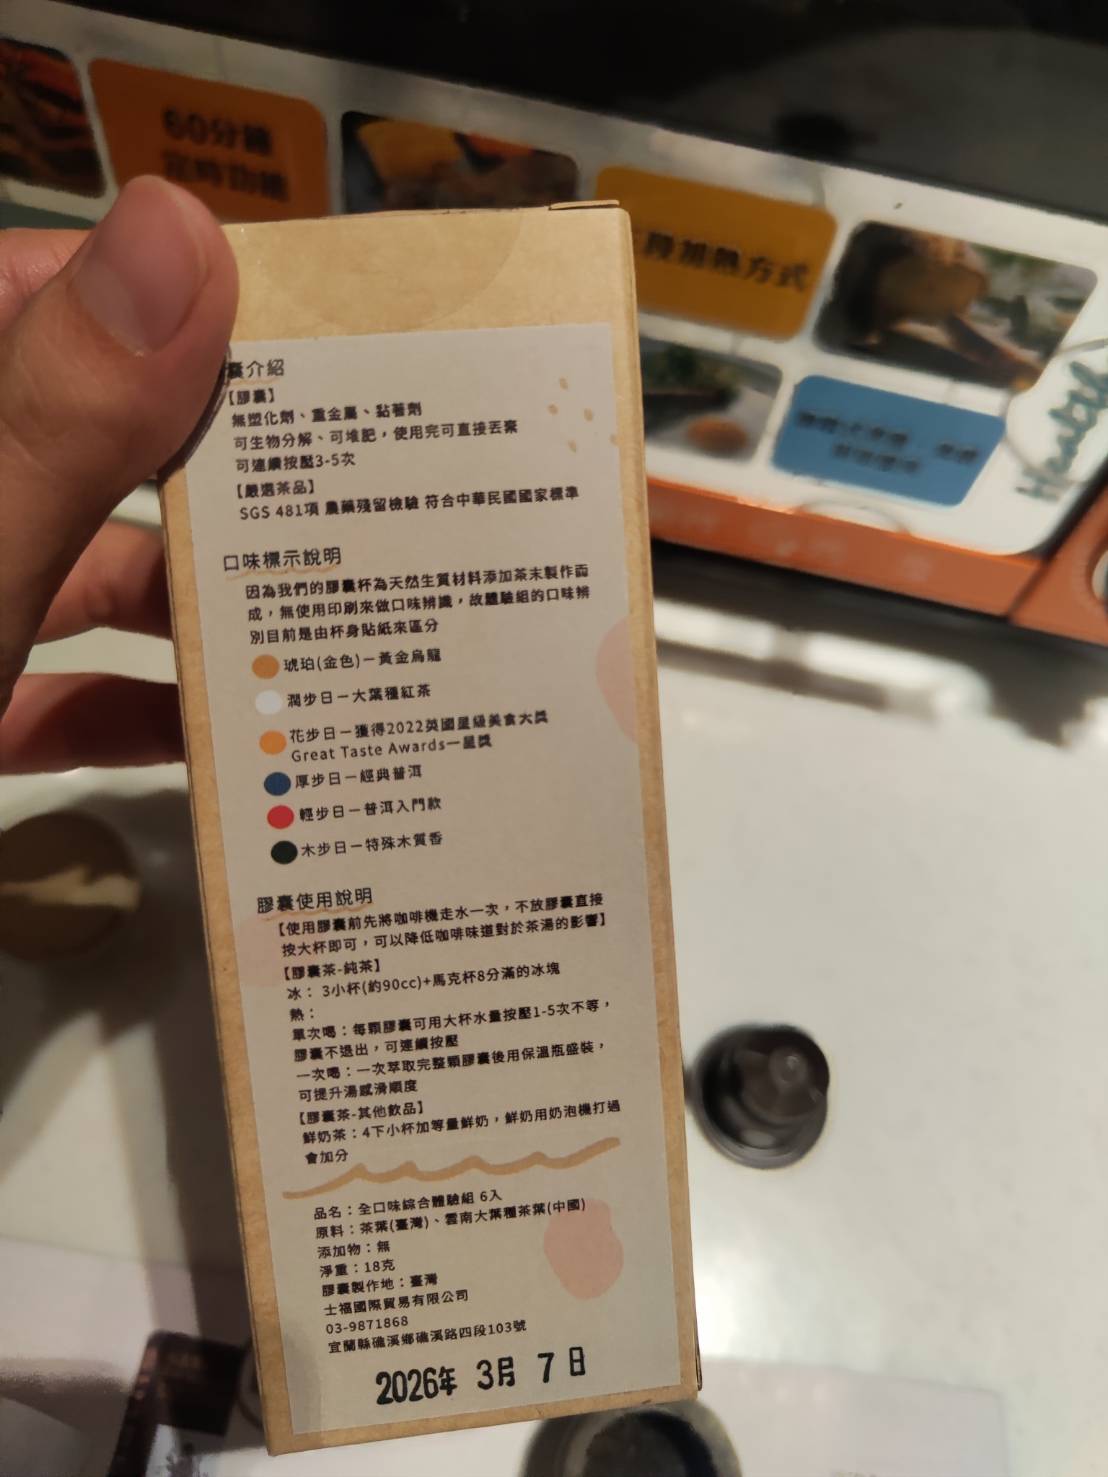 60分鐘
定時功能
段加熱方式
Health
囊介紹
【膠囊】
無塑化劑、重金屬、黏著劑
可生物分解、可堆肥，使用完可直接丟棄
可連續按壓3-5次
【嚴選茶品】
SGS 481項 農藥殘留檢驗 符合中華民國國家標準
口味標示說明
因為我們的膠囊杯為天然生質材料添加茶末製作而
成，無使用印刷來做口味辨識，故體驗組的口味辨
別目前是由杯身貼紙來區分
琥珀(金色)－黃金烏龍
潤步日－大葉種紅茶
花步日－獲得2022英國星級美食大獎
Great Taste Awards一星獎
厚步日－經典普洱
輕步日－普洱入門款
木步日－特殊木質香
膠囊使用說明
【使用膠囊前先將咖啡機走水一次，不放膠囊直接
按大杯即可，可以降低咖啡味道對於茶湯的影響】
【膠囊茶-純茶】
冰：3小杯(約90cc)+馬克杯8分滿的冰塊
熱：
單次喝：每顆膠囊可用大杯水量按壓1-5次不等，
膠囊不退出，可連續按壓
一次喝：一次萃取完整顆膠囊後用保溫瓶盛裝，
可提升湯感滑順度
【膠囊茶-其他飲品】
鮮奶茶：4下小杯加等量鮮奶，鮮奶用奶泡機打過
會加分
品名：全口味綜合體驗組 6入
原料：茶葉(臺灣)、雲南大葉種茶葉(中國)
添加物：無
淨重：18克
膠囊製作地：臺灣
士福國際貿易有限公司
03-9871868
宜蘭縣礁溪鄉礁溪路四段103號
2026年 3月 7日